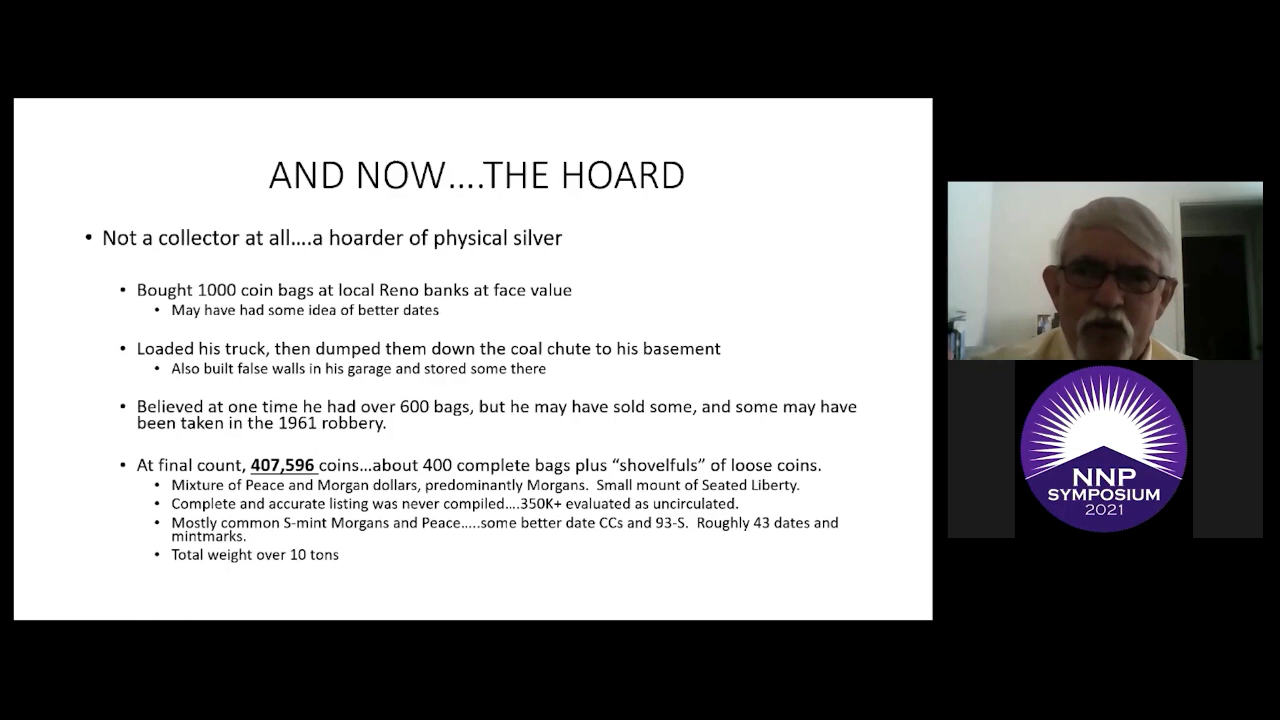 AND NOW....THE HOARD
• Not a collector at all....a hoarder of physical silver
• Bought 1000 coin bags at local Reno banks at face value
• May have had some idea of better dates
• Loaded his truck, then dumped them down the coal chute to his basement
• Also built false walls in his garage and stored some there
• Believed at one time he had over 600 bags, but he may have sold some, and some may have
been taken in the 1961 robbery.
• At final count, 407,596 coins...about 400 complete bags plus “shovelfuls” of loose coins.
• Mixture of Peace and Morgan dollars, predominantly Morgans.  Small mount of Seated Liberty.
• Complete and accurate listing was never compiled....350K+ evaluated as uncirculated.
• Mostly common S-mint Morgans and Peace.....some better date CCs and 93-S.  Roughly 43 dates and
mintmarks.
• Total weight over 10 tons
NNP
SYMPOSIUM
2021